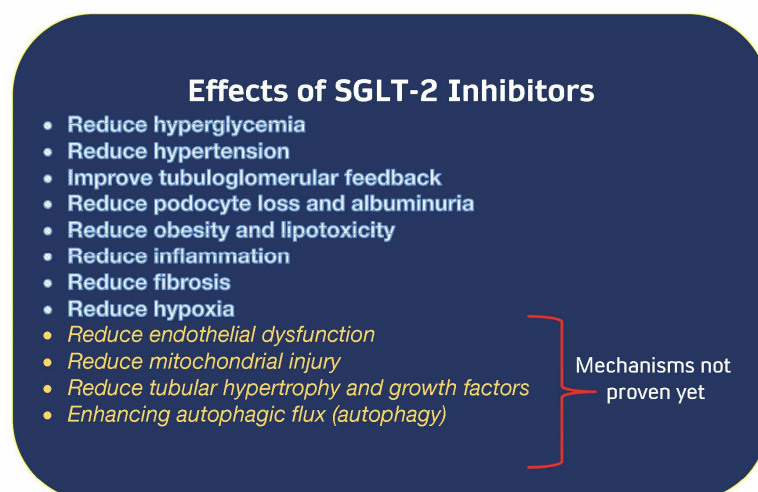 Effects of SGLT-2 Inhibitors
• Reduce hyperglycemia
• Reduce hypertension
• Improve tubuloglomerular feedback
• Reduce podocyte loss and albuminuria
• Reduce obesity and lipotoxicity
• Reduce inflammation
• Reduce fibrosis
• Reduce hypoxia
• Reduce endothelial dysfunction
• Reduce mitochondrial injury
• Reduce tubular hypertrophy and growth factors
• Enhancing autophagic flux (autophagy)
Mechanisms not
proven yet